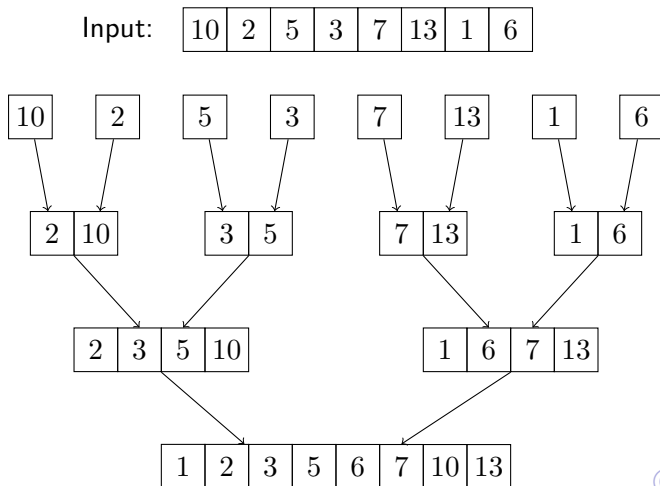 Input: 10 2 5 3 7 13 1 6
10 2 5 3 7 13 1 6
2 10 3 5 7 13 1 6
2 3 5 10 1 6 7 13
1 2 3 5 6 7 10 13